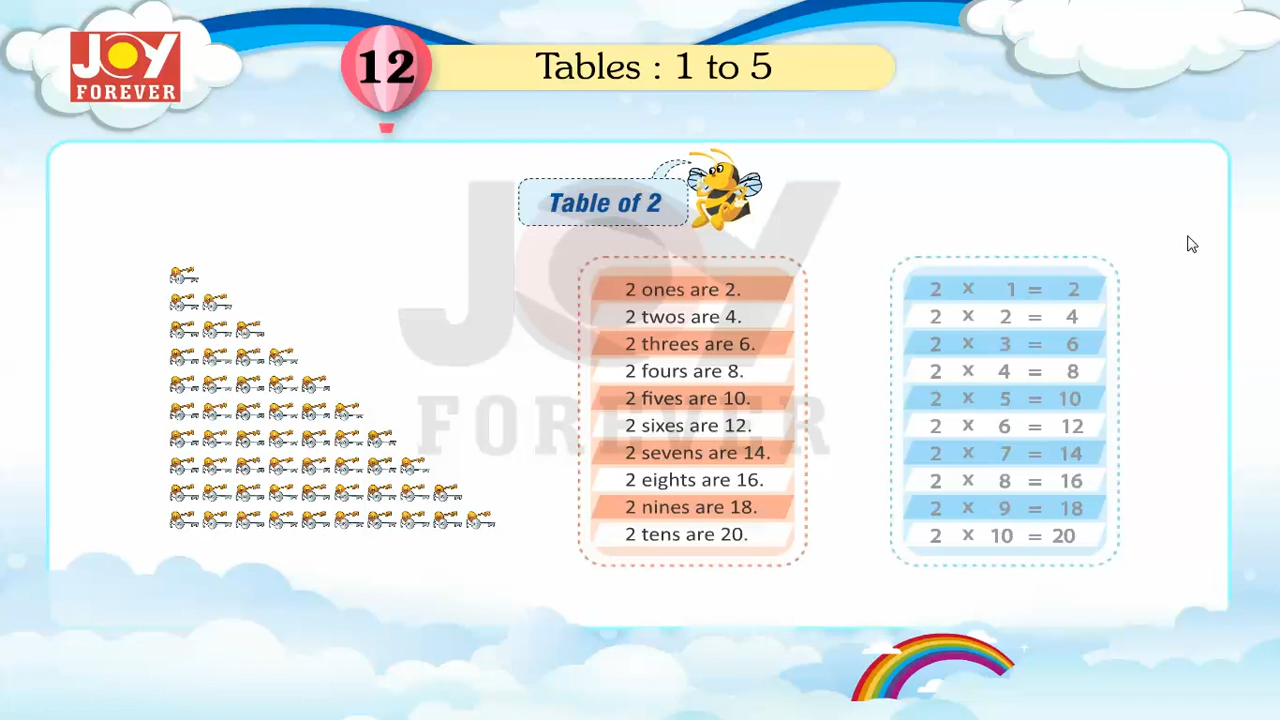 JOY
FOREVER
12
Tables : 1 to 5
Table of 2
JOY
FOREVER
2 ones are 2.
2 twos are 4.
2 threes are 6.
2 fours are 8.
2 fives are 10.
2 sixes are 12.
2 sevens are 14.
2 eights are 16.
2 nines are 18.
2 tens are 20.
2 x 1 = 2
2 x 2 = 4
2 x 3 = 6
2 x 4 = 8
2 x 5 = 10
2 x 6 = 12
2 x 7 = 14
2 x 8 = 16
2 x 9 = 18
2 x 10 = 20